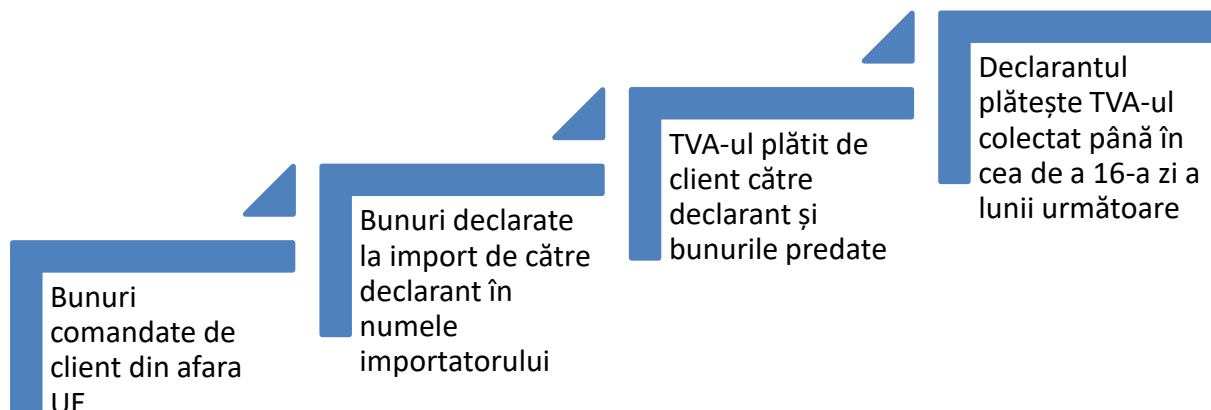 Bunuri
comandate de
client din afara
UE
Bunuri declarate
la import de către
declarant în
numele
importatorului
TVA-ul plătit de
client către
declarant și
bunurile predate
Declarantul
plătește TVA-ul
colectat până în
cea de a 16-a zi a
lunii următoare